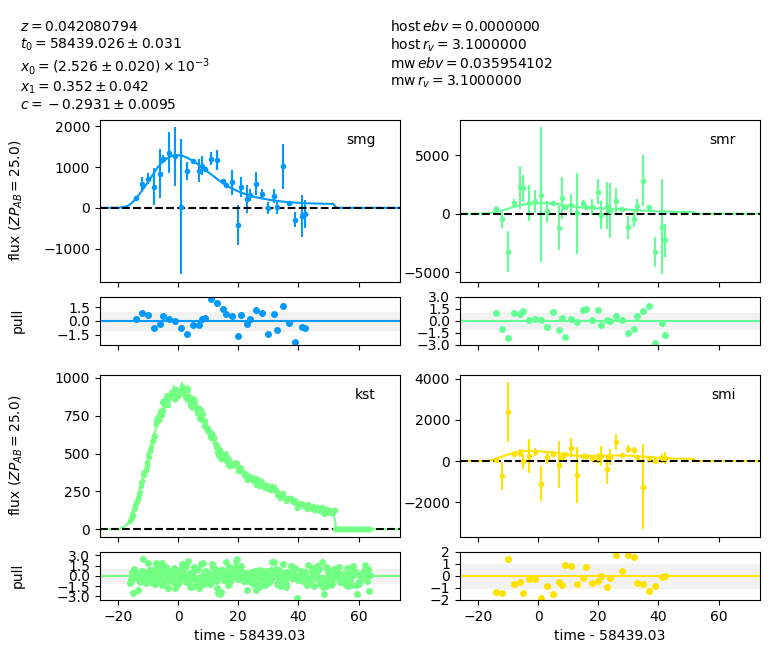 z = 0.042080794
t₀ = 58439.026 ± 0.031
x₀ = (2.526 ± 0.020) × 10⁻³
x₁ = 0.352 ± 0.042
c = −0.2931 ± 0.0095
host ebv = 0.0000000
host r_v = 3.1000000
mw ebv = 0.035954102
mw r_v = 3.1000000
flux (ZP_AB = 25.0)
2000
1000
0
−1000
smg
5000
0
−5000
smr
pull
1.5
0.0
−1.5
3.0
1.5
0.0
−1.5
−3.0
flux (ZP_AB = 25.0)
1000
750
500
250
0
kst
4000
2000
0
−2000
smi
pull
3.0
1.5
0.0
−1.5
−3.0
2
1
0
−1
−2
−20 0 20 40 60
time - 58439.03
−20 0 20 40 60
time - 58439.03